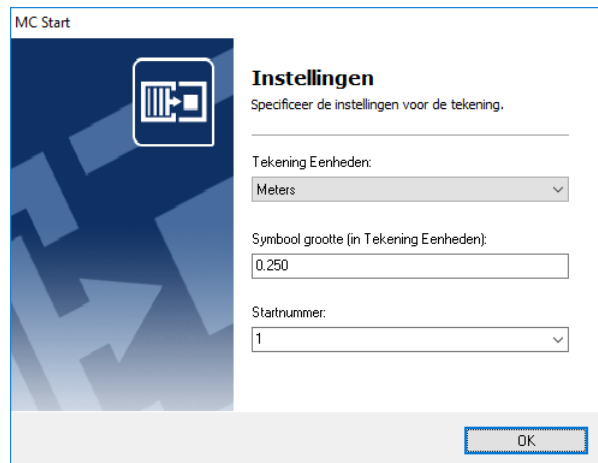 MC Start
Instellingen
Specificeer de instellingen voor de tekening.
Tekening Eenheden:
Meters
Symbool grootte (in Tekening Eenheden):
0.250
Startnummer:
1
OK